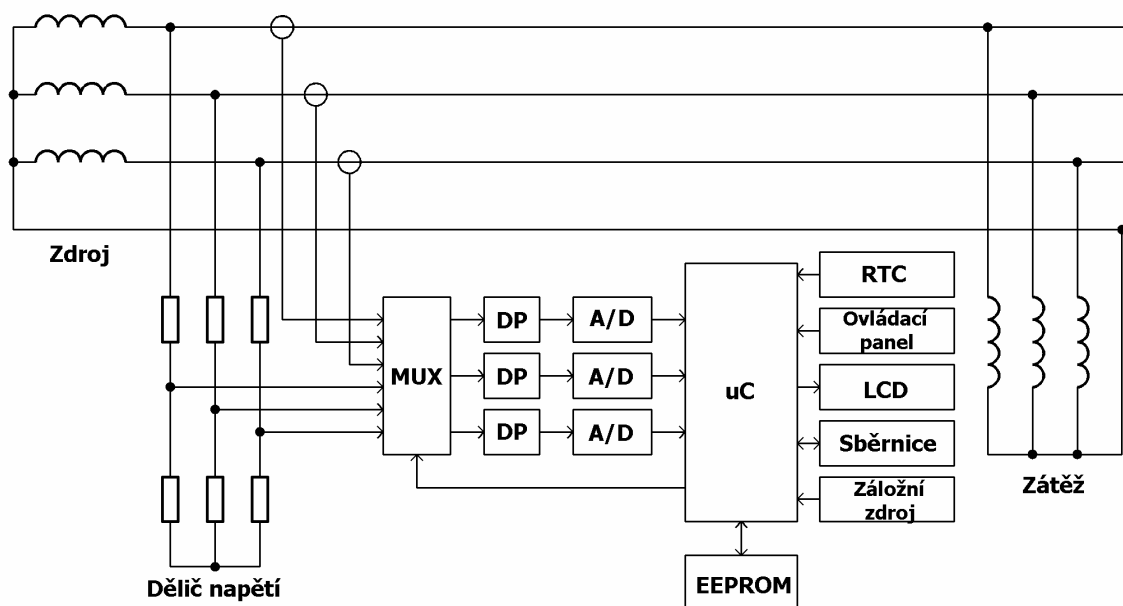 Zdroj
RTC
Ovládací
panel
MUX
DP
A/D
DP
A/D
DP
A/D
uC
LCD
Sběrnice
Záložní
zdroj
Zátěž
EEPROM
Dělič napětí